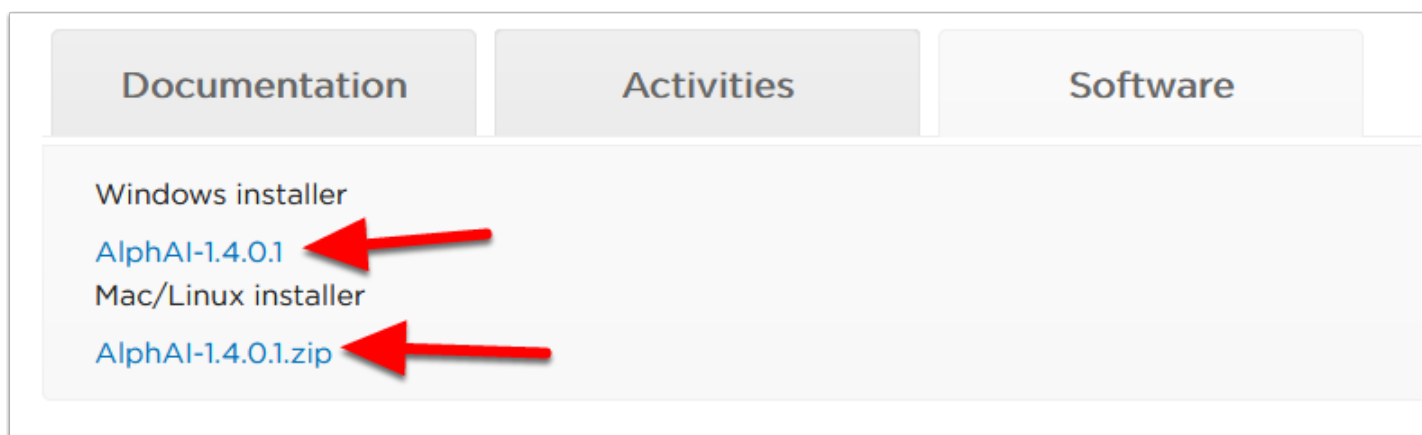 Documentation Activities Software
Windows installer
AlphAI-1.4.0.1
Mac/Linux installer
AlphAI-1.4.0.1.zip